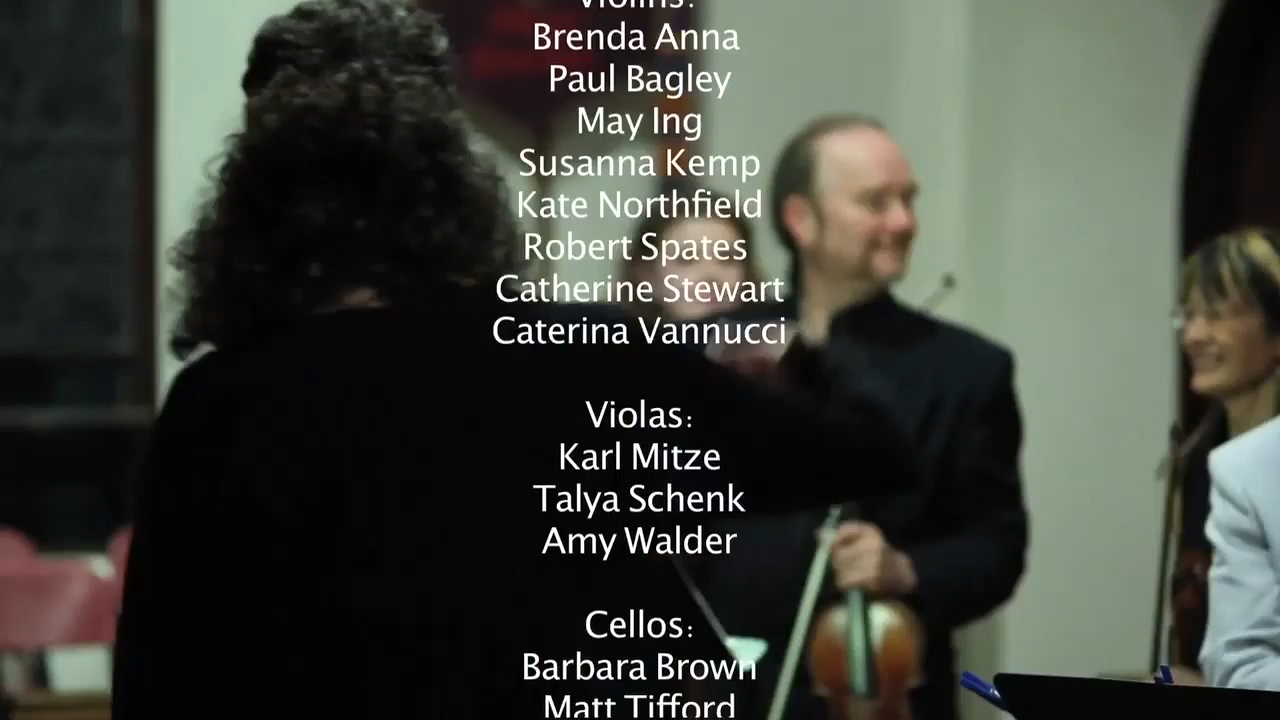 Violins:
Brenda Anna
Paul Bagley
May Ing
Susanna Kemp
Kate Northfield
Robert Spates
Catherine Stewart
Caterina Vannucci
Violas:
Karl Mitze
Talya Schenk
Amy Walder
Cellos:
Barbara Brown
Matt Tifford